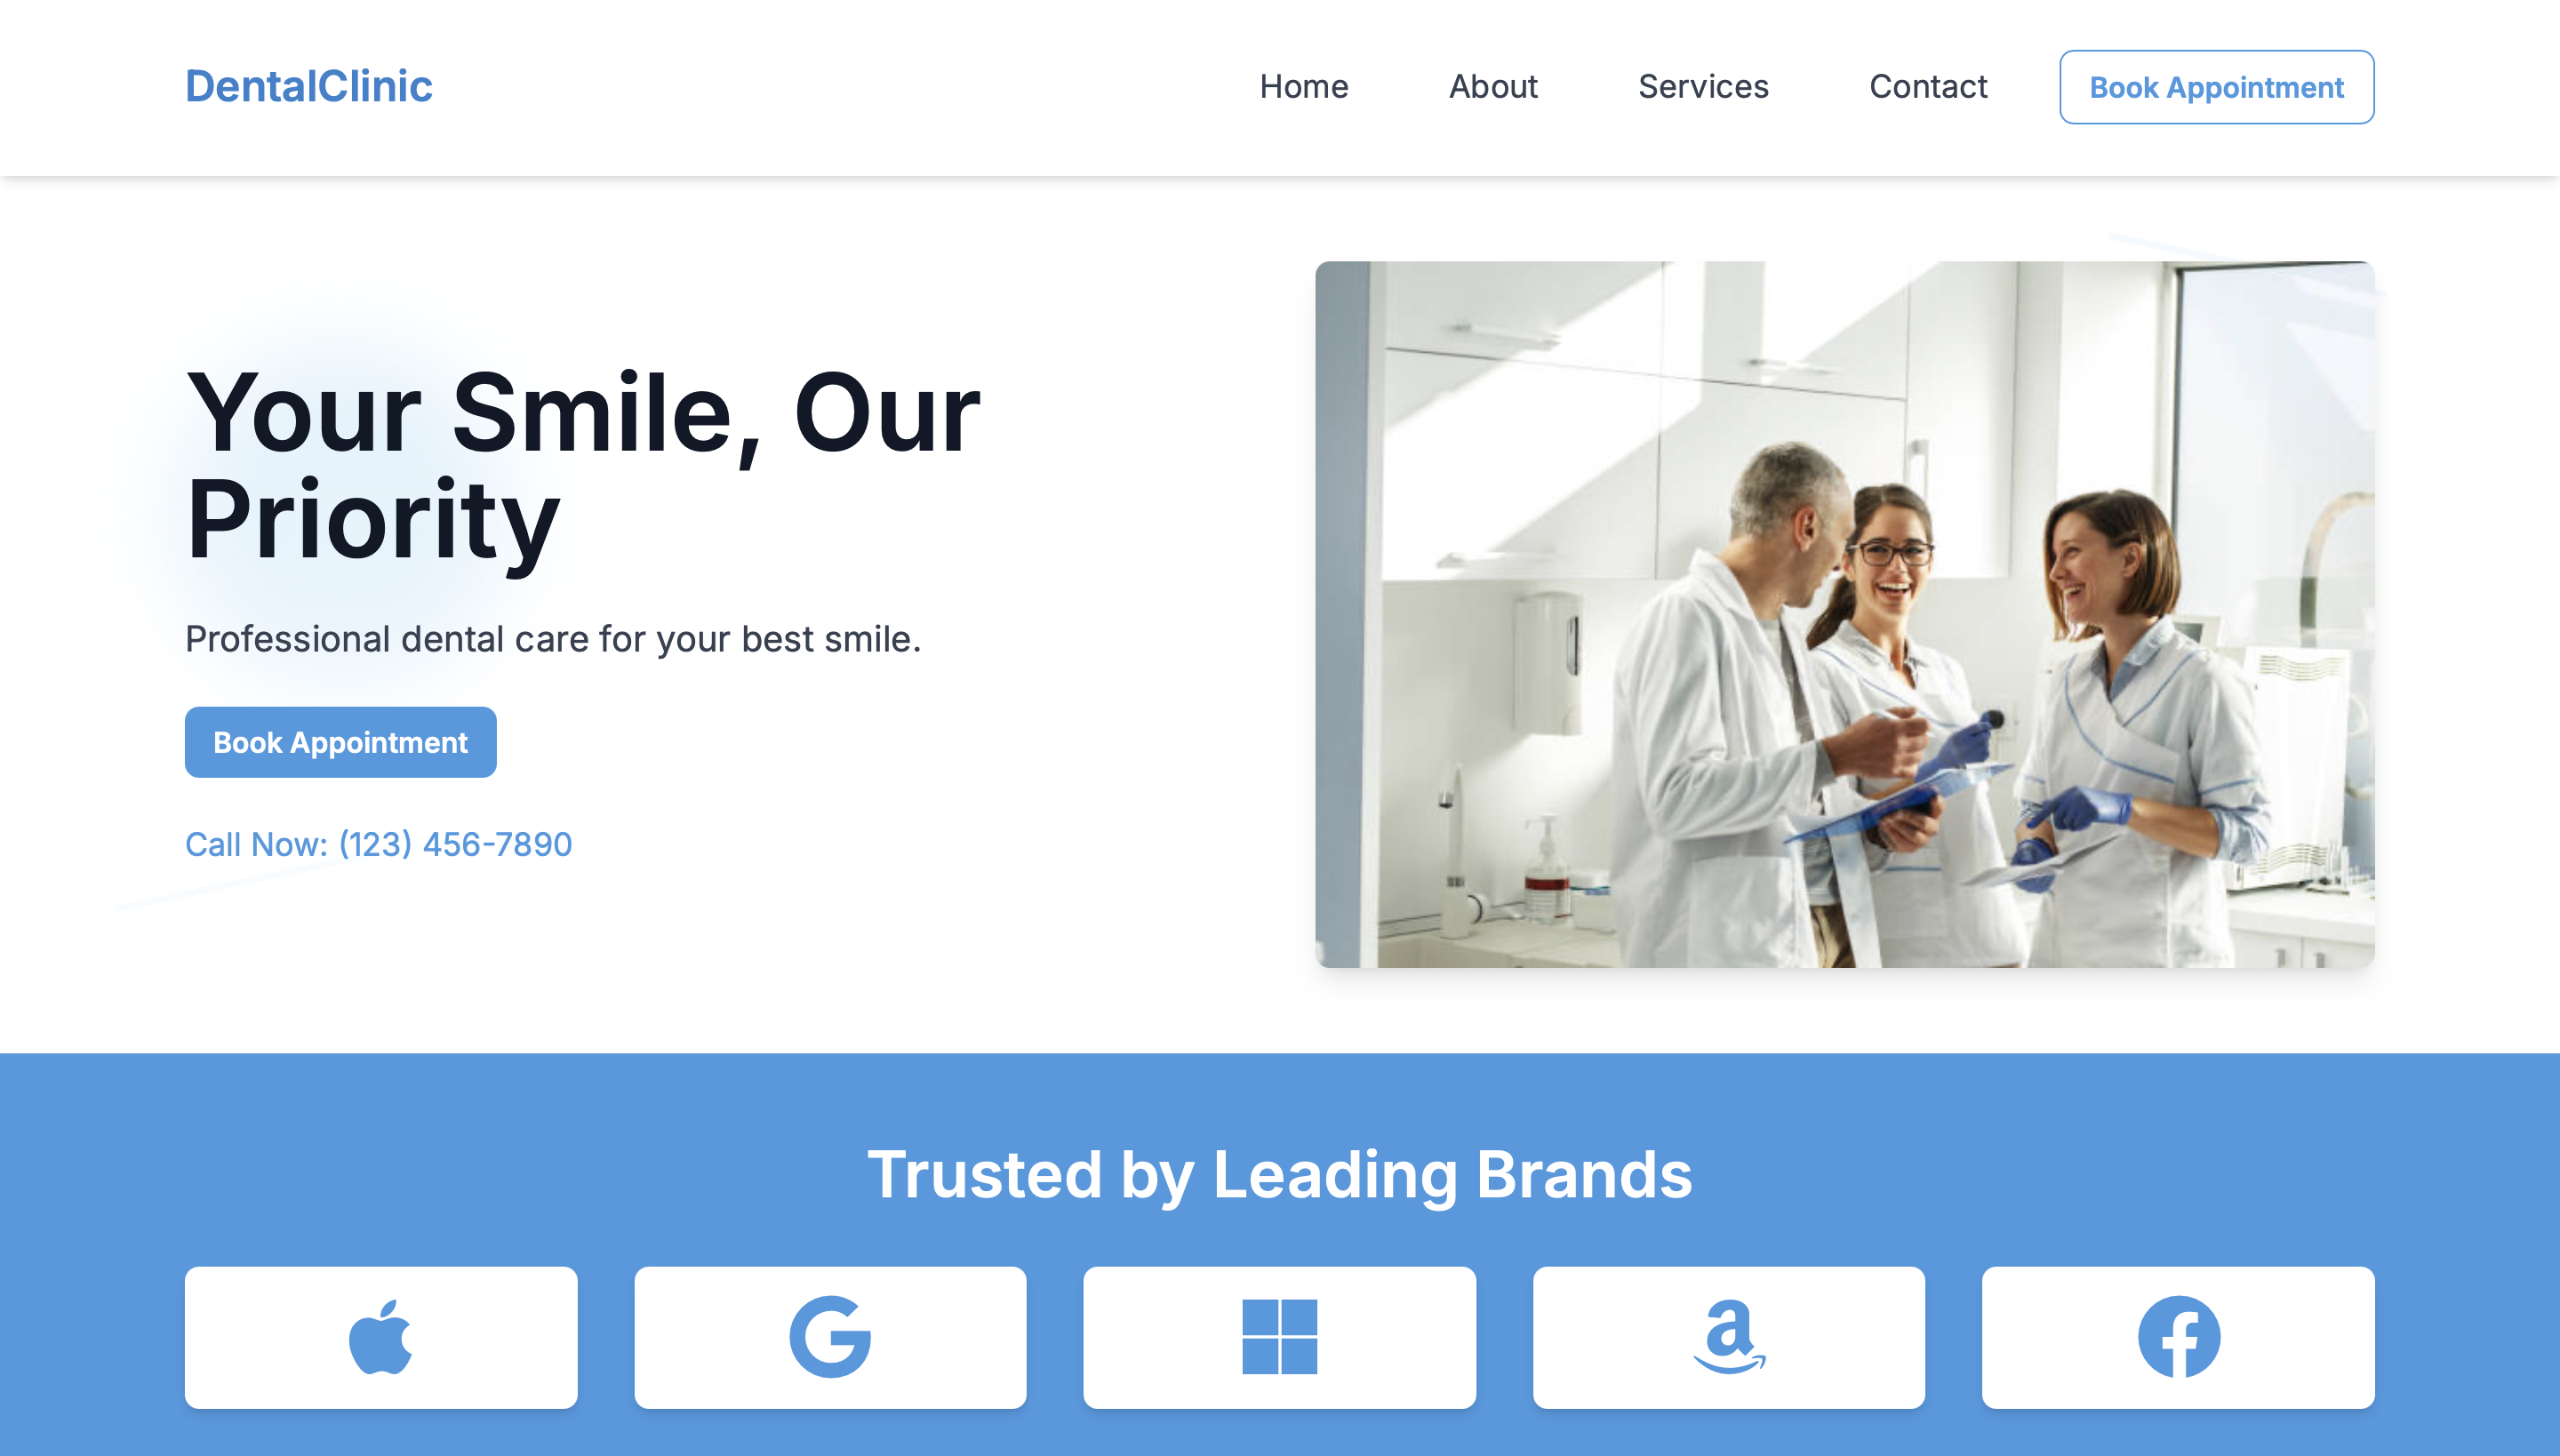 DentalClinic
Home
About
Services
Contact
Book Appointment
Your Smile, Our
Priority
Professional dental care for your best smile.
Book Appointment
Call Now: (123) 456-7890
Trusted by Leading Brands